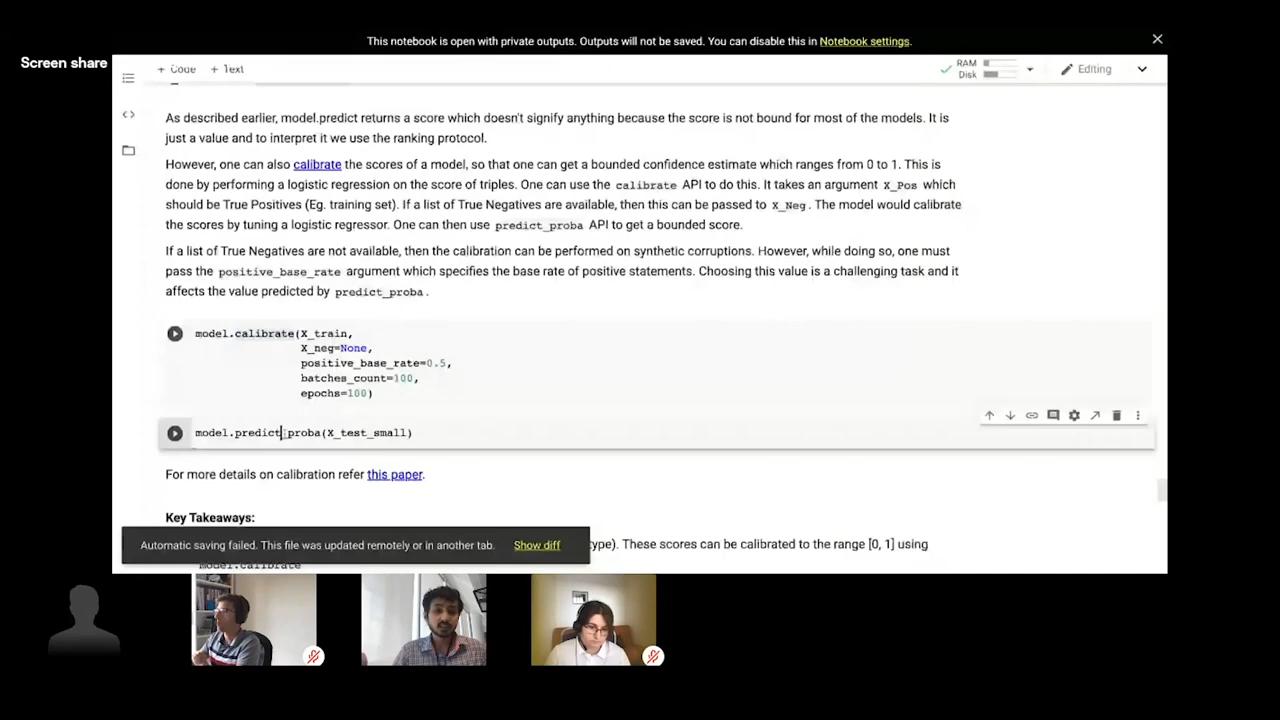 This notebook is open with private outputs. Outputs will not be saved. You can disable this in Notebook settings.
Screen share
+ Code + Text
RAM
Disk
Editing
As described earlier, model.predict returns a score which doesn't signify anything because the score is not bound for most of the models. It is
just a value and to interpret it we use the ranking protocol.
However, one can also calibrate the scores of a model, so that one can get a bounded confidence estimate which ranges from 0 to 1. This is
done by performing a logistic regression on the score of triples. One can use the calibrate API to do this. It takes an argument X_Pos which
should be True Positives (Eg. training set). If a list of True Negatives are available, then this can be passed to X_Neg. The model would calibrate
the scores by tuning a logistic regressor. One can then use predict_proba API to get a bounded score.
If a list of True Negatives are not available, then the calibration can be performed on synthetic corruptions. However, while doing so, one must
pass the positive_base_rate argument which specifies the base rate of positive statements. Choosing this value is a challenging task and it
affects the value predicted by predict_proba.
model.calibrate(X_train,
X_neg=None,
positive_base_rate=0.5,
batches_count=100,
epochs=100)
model.predict_proba(X_test_small)
For more details on calibration refer this paper.
Key Takeaways:
Automatic saving failed. This file was updated remotely or in another tab. Show diff
type). These scores can be calibrated to the range [0, 1] using
model.calibrate